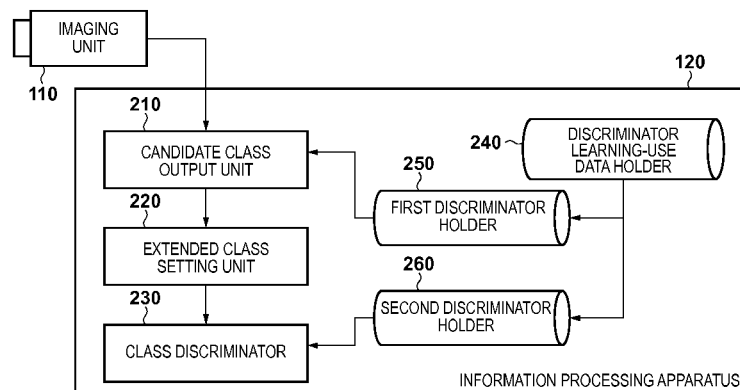 IMAGING
UNIT
110
120
210
CANDIDATE CLASS
OUTPUT UNIT
240
DISCRIMINATOR
LEARNING-USE
DATA HOLDER
250
FIRST DISCRIMINATOR
HOLDER
220
EXTENDED CLASS
SETTING UNIT
260
SECOND DISCRIMINATOR
HOLDER
230
CLASS DISCRIMINATOR
INFORMATION PROCESSING APPARATUS